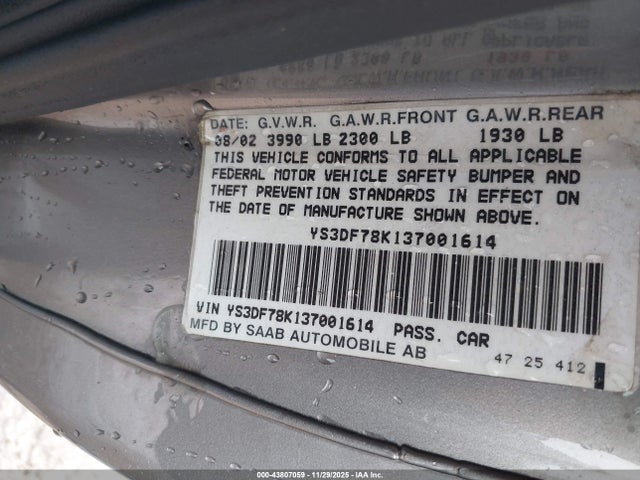 DATE: G.V.W.R. G.A.W.R.FRONT G.A.W.R.REAR
08/02 3990 LB 2300 LB 1930 LB
THIS VEHICLE CONFORMS TO ALL APPLICABLE
FEDERAL MOTOR VEHICLE SAFETY BUMPER AND
THEFT PREVENTION STANDARDS IN EFFECT ON
THE DATE OF MANUFACTURE SHOWN ABOVE.
YS3DF78K137001614
VIN YS3DF78K137001614 PASS. CAR
MFD BY SAAB AUTOMOBILE AB
47 25 412
000-43807059 - 11/29/2025 - IAAI.COM